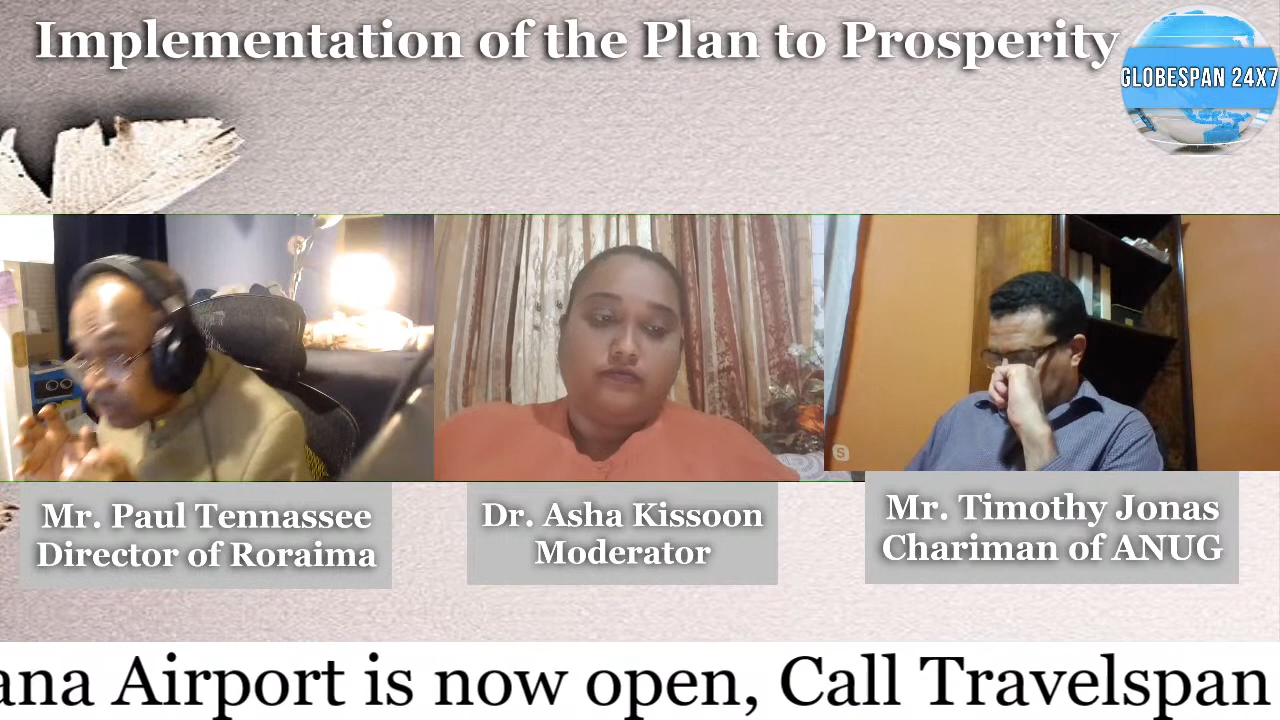 Implementation of the Plan to Prosperity
GLOBESPAN 24X7
Mr. Paul Tennassee
Director of Roraima
Dr. Asha Kissoon
Moderator
Mr. Timothy Jonas
Chariman of ANUG
S
ana Airport is now open, Call Travelspan